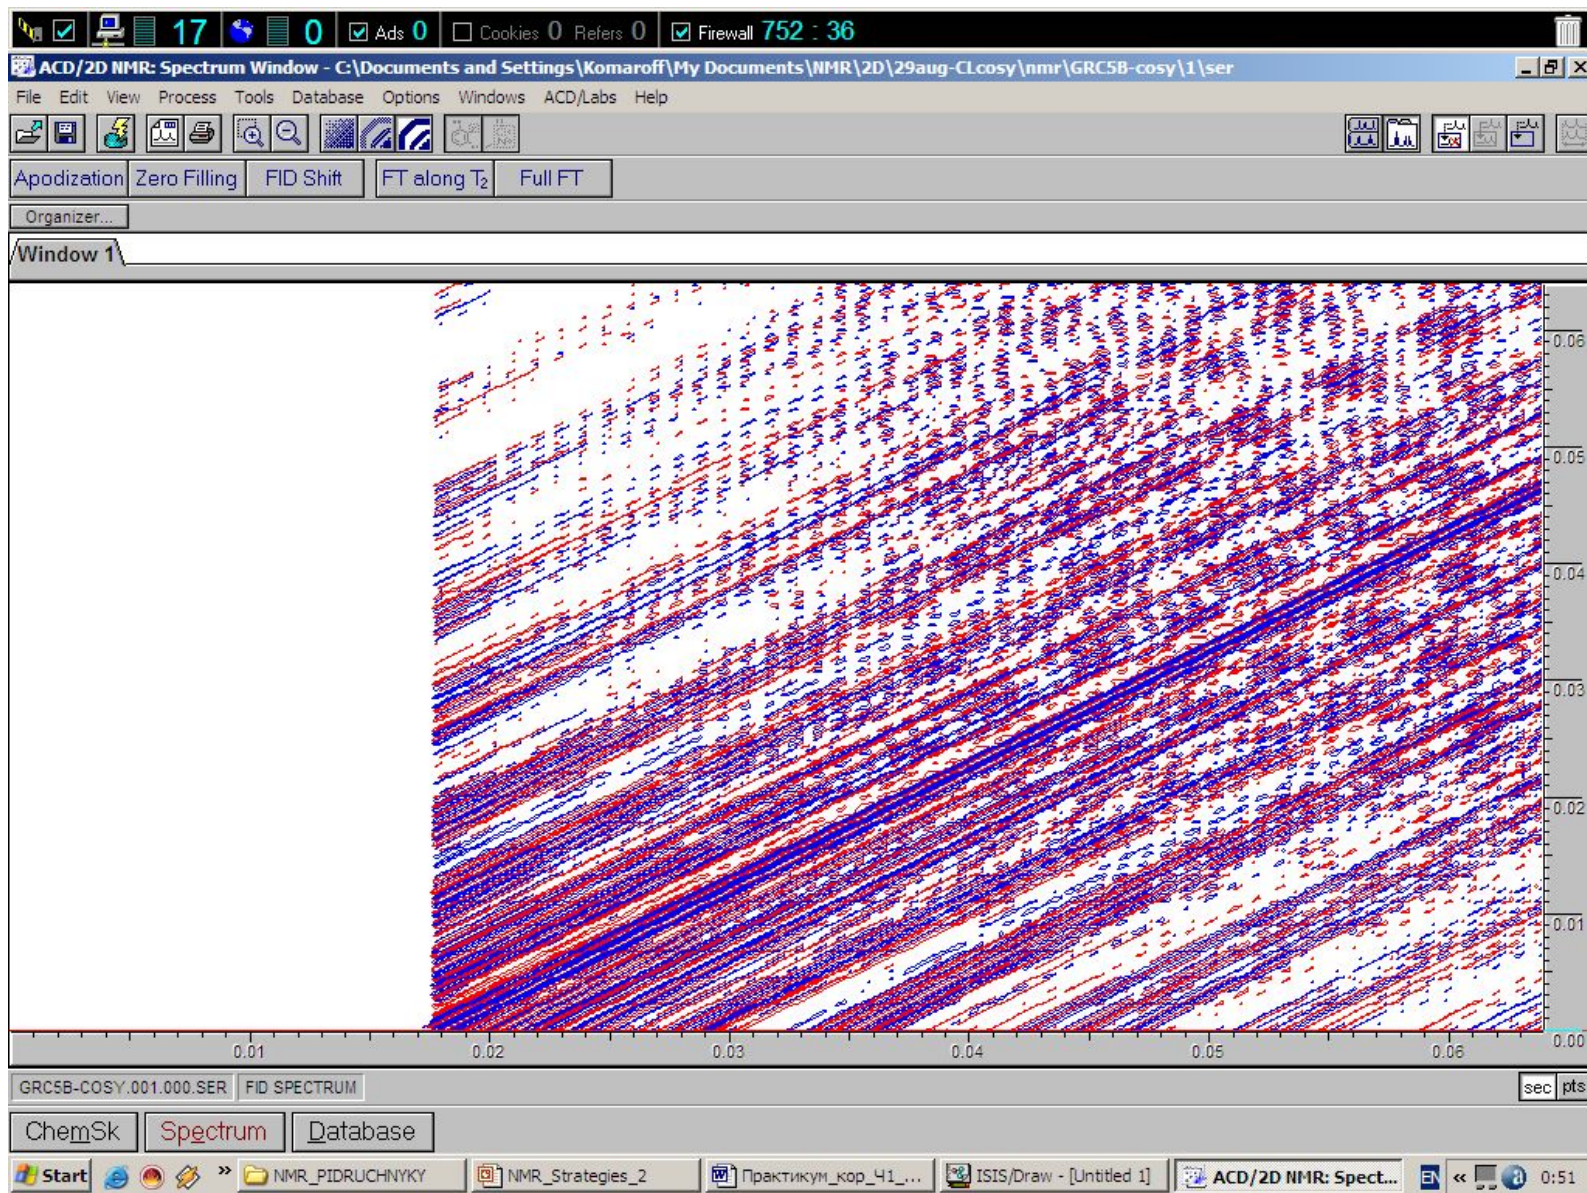 17 0 Ads 0 Cookies 0 Refers 0 Firewall 752 : 36
ACD/2D NMR: Spectrum Window - C:\Documents and Settings\Komaroff\My Documents\NMR\2D\29aug-CLcosy\nmr\GRC5B-cosy\1\ser
File Edit View Process Tools Database Options Windows ACD/Labs Help
Apodization Zero Filling FID Shift FT along T2 Full FT
Organizer...
Window 1
0.06
0.05
0.04
0.03
0.02
0.01
0.00
0.01 0.02 0.03 0.04 0.05 0.06
GRC5B-COSY.001.000.SER FID SPECTRUM sec pts
ChemSk Spectrum Database
Start » NMR_PIDRUCHNYKY NMR_Strategies_2 Практикум_кор_Ч1_... ISIS/Draw - [Untitled 1] ACD/2D NMR: Spect... EN « 0:51